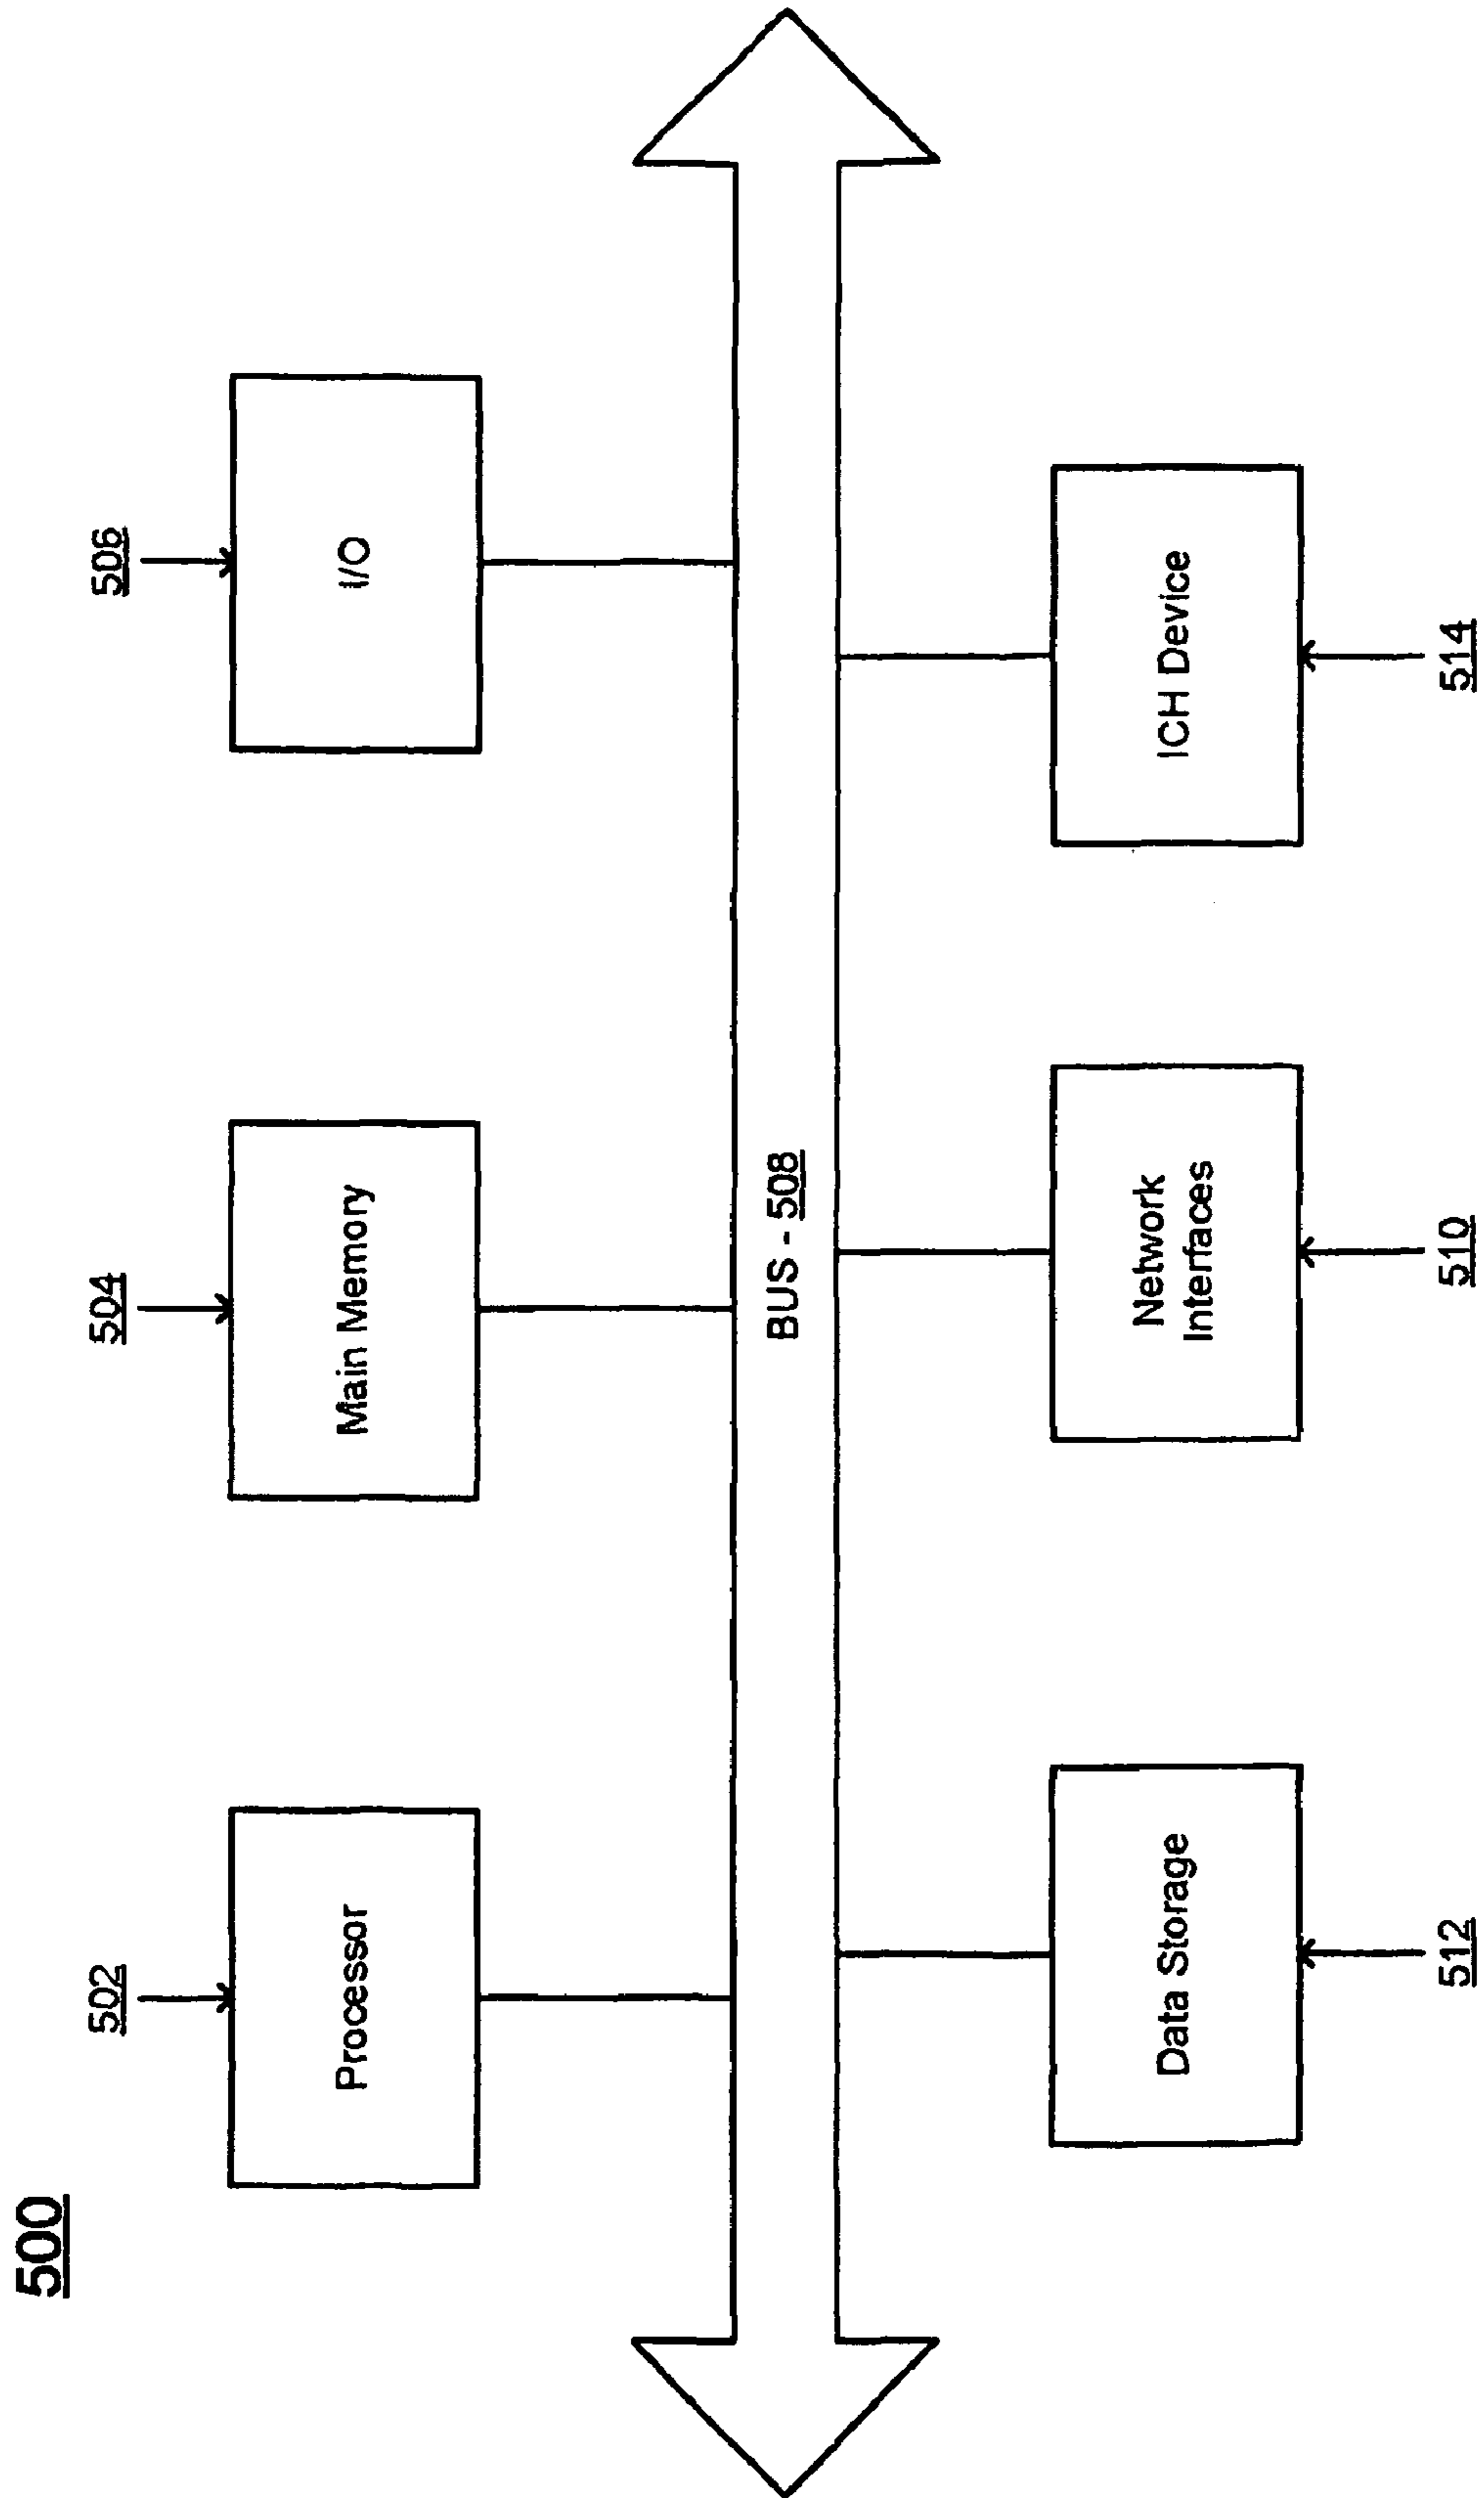 500
502
504
506
Processor
Main Memory
I/O
BUS - 508
Data Storage
Network
Interfaces
ICH Device
512
510
514